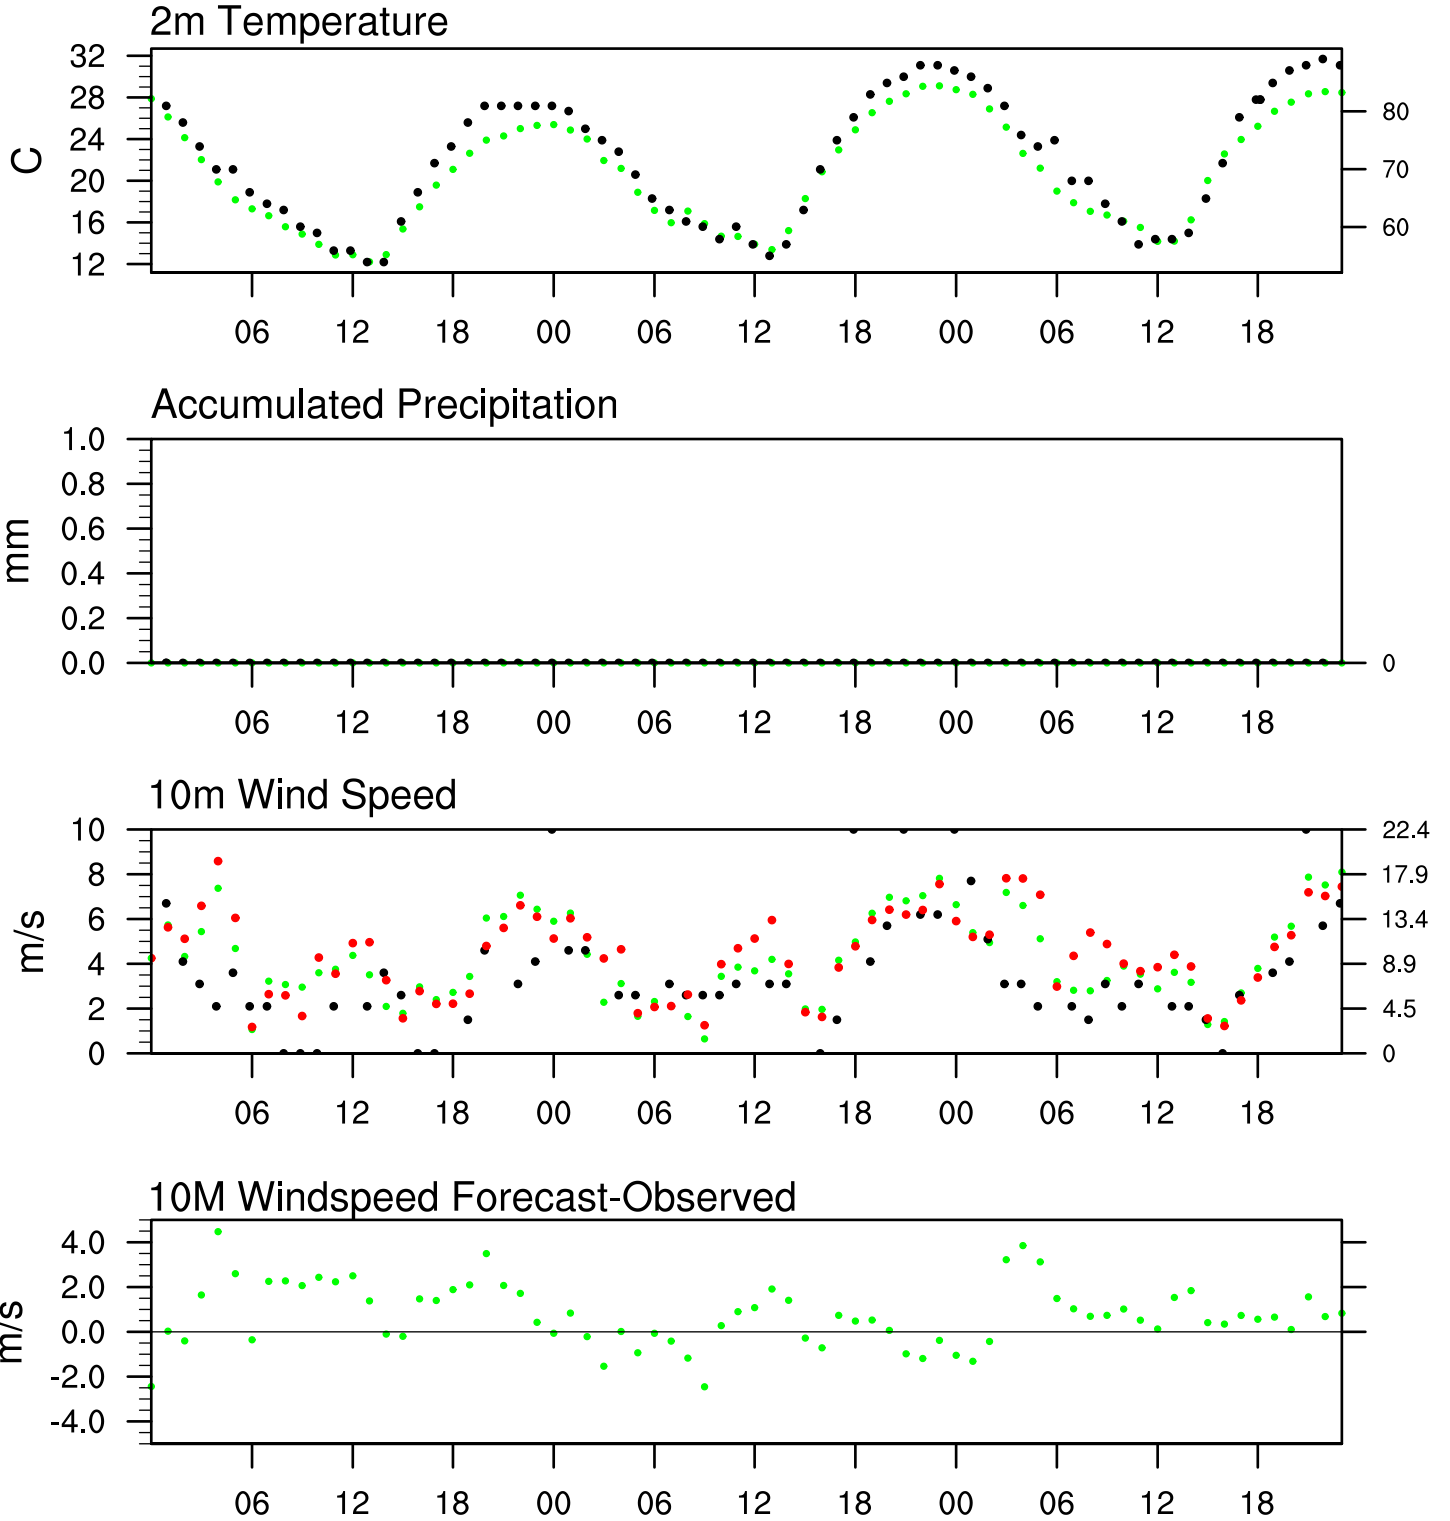 2m Temperature
32
28
24
20
16
12
C
80
70
60
06 12 18 00 06 12 18 00 06 12 18
Accumulated Precipitation
1.0
0.8
0.6
0.4
0.2
0.0
mm
0
06 12 18 00 06 12 18 00 06 12 18
10m Wind Speed
10
8
6
4
2
0
m/s
22.4
17.9
13.4
8.9
4.5
0
06 12 18 00 06 12 18 00 06 12 18
10M Windspeed Forecast-Observed
4.0
2.0
0.0
-2.0
-4.0
m/s
06 12 18 00 06 12 18 00 06 12 18